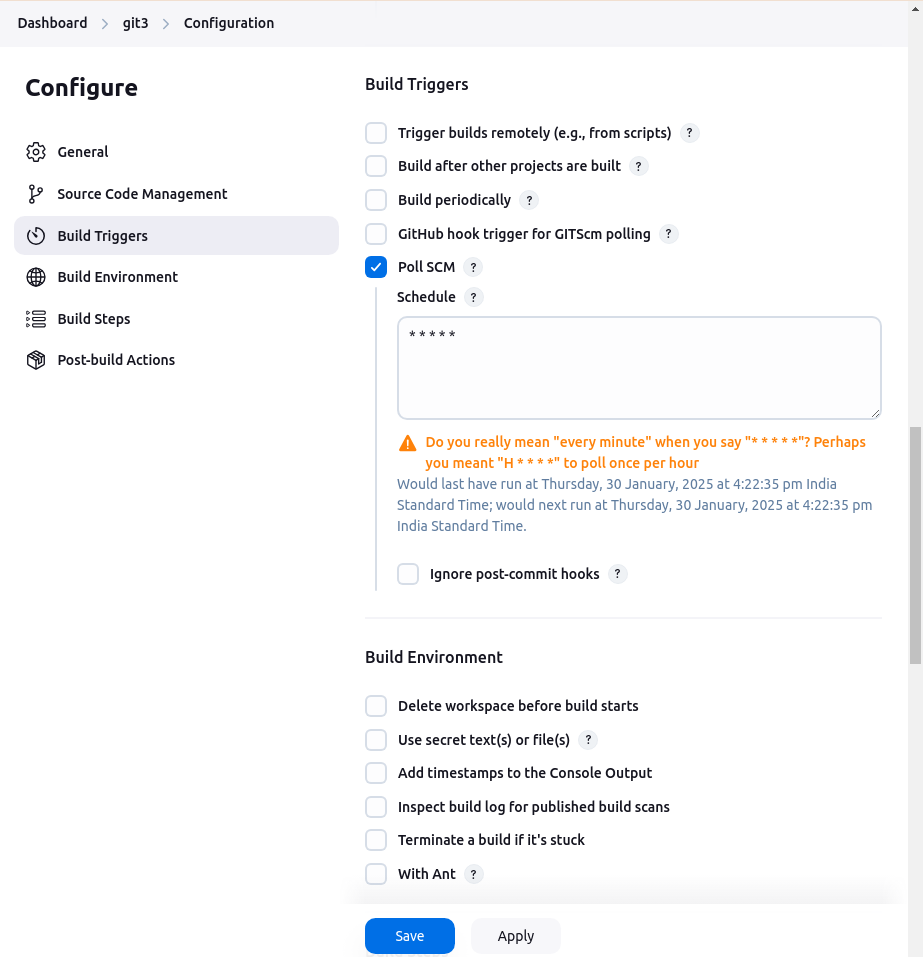 Dashboard > git3 > Configuration
Configure
General
Source Code Management
Build Triggers
Build Environment
Build Steps
Post-build Actions
Build Triggers
Trigger builds remotely (e.g., from scripts) ?
Build after other projects are built ?
Build periodically ?
GitHub hook trigger for GITScm polling ?
Poll SCM ?
Schedule ?
* * * * *
Do you really mean "every minute" when you say "* * * * *"? Perhaps
you meant "H * * * *" to poll once per hour
Would last have run at Thursday, 30 January, 2025 at 4:22:35 pm India
Standard Time; would next run at Thursday, 30 January, 2025 at 4:22:35 pm
India Standard Time.
Ignore post-commit hooks ?
Build Environment
Delete workspace before build starts
Use secret text(s) or file(s) ?
Add timestamps to the Console Output
Inspect build log for published build scans
Terminate a build if it's stuck
With Ant ?
Save Apply